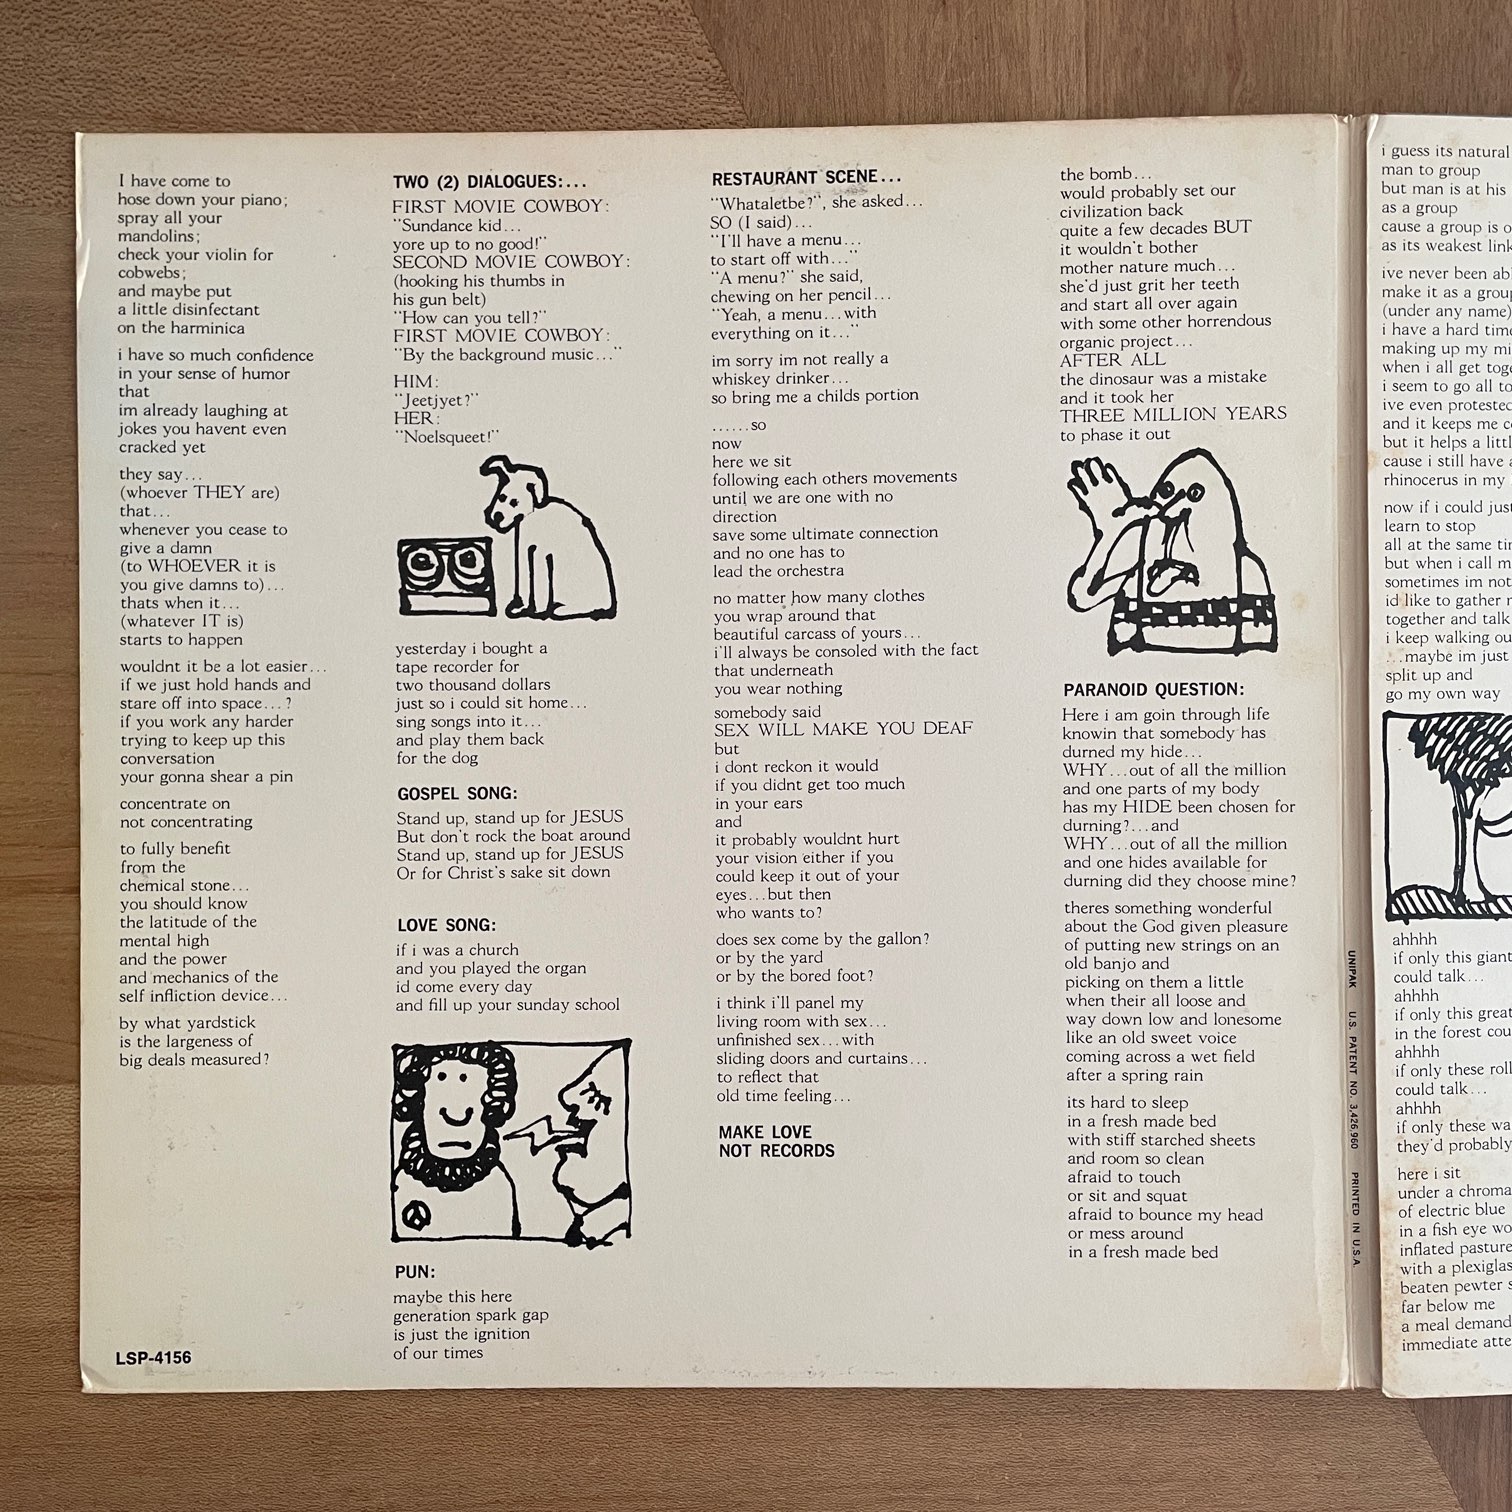 I have come to
hose down your piano;
spray all your
mandolins;
check your violin for
cobwebs;
and maybe put
a little disinfectant
on the harminica
i have so much confidence
in your sense of humor
that
im already laughing at
jokes you havent even
cracked yet
they say...
(whoever THEY are)
that...
whenever you cease to
give a damn
(to WHOEVER it is
you give damns to)...
thats when it...
(whatever IT is)
starts to happen
wouldnt it be a lot easier...
if we just hold hands and
stare off into space...?
if you work any harder
trying to keep up this
conversation
your gonna shear a pin
concentrate on
not concentrating
to fully benefit
from the
chemical stone...
you should know
the latitude of the
mental high
and the power
and mechanics of the
self infliction device...
by what yardstick
is the largeness of
big deals measured?
LSP-4156
TWO (2) DIALOGUES:...
FIRST MOVIE COWBOY:
"Sundance kid...
yore up to no good!"
SECOND MOVIE COWBOY:
(hooking his thumbs in
his gun belt)
"How can you tell?"
FIRST MOVIE COWBOY:
"By the background music..."
HIM:
"Jeetjyet?"
HER:
"Noelsqueet!"
yesterday i bought a
tape recorder for
two thousand dollars
just so i could sit home...
sing songs into it...
and play them back
for the dog
GOSPEL SONG:
Stand up, stand up for JESUS
But don't rock the boat around
Stand up, stand up for JESUS
Or for Christ's sake sit down
LOVE SONG:
if i was a church
and you played the organ
id come every day
and fill up your sunday school
PUN:
maybe this here
generation spark gap
is just the ignition
of our times
RESTAURANT SCENE...
"Whataletbe?", she asked...
SO (I said)...
"I'll have a menu...
to start off with..."
"A menu?" she said,
chewing on her pencil...
"Yeah, a menu...with
everything on it..."
im sorry im not really a
whiskey drinker...
so bring me a childs portion
......so
now
here we sit
following each others movements
until we are one with no
direction
save some ultimate connection
and no one has to
lead the orchestra
no matter how many clothes
you wrap around that
beautiful carcass of yours...
i'll always be consoled with the fact
that underneath
you wear nothing
somebody said
SEX WILL MAKE YOU DEAF
but
i dont reckon it would
if you didnt get too much
in your ears
and
it probably wouldnt hurt
your vision either if you
could keep it out of your
eyes...but then
who wants to?
does sex come by the gallon?
or by the yard
or by the bored foot?
i think i'll panel my
living room with sex...
unfinished sex...with
sliding doors and curtains...
to reflect that
old time feeling...
MAKE LOVE
NOT RECORDS
the bomb...
would probably set our
civilization back
quite a few decades BUT
it wouldn't bother
mother nature much...
she'd just grit her teeth
and start all over again
with some other horrendous
organic project...
AFTER ALL
the dinosaur was a mistake
and it took her
THREE MILLION YEARS
to phase it out
PARANOID QUESTION:
Here i am goin through life
knowin that somebody has
durned my hide...
WHY...out of all the million
and one parts of my body
has my HIDE been chosen for
durning?...and
WHY...out of all the million
and one hides available for
durning did they choose mine?
theres something wonderful
about the God given pleasure
of putting new strings on an
old banjo and
picking on them a little
when their all loose and
way down low and lonesome
like an old sweet voice
coming across a wet field
after a spring rain
its hard to sleep
in a fresh made bed
with stiff starched sheets
and room so clean
afraid to touch
or sit and squat
afraid to bounce my head
or mess around
in a fresh made bed
UNIPAK U.S. PATENT NO. 3,426,960 PRINTED IN U.S.A.
i guess its natural
man to group
but man is at his
as a group
cause a group is
as its weakest
ive never been
make it as a
(under any name)
i have a hard
making up my
when i all get
i seem to go all
ive even
and it keeps me
but it helps a
cause i still have
rhinocerus in my
now if i could
learn to stop
all at the same
but when i call
sometimes im
id like to gather
together and talk
i keep walking
...maybe im just
split up and
go my own way
ahhhh
if only this giant
could talk...
ahhhh
if only this great
in the forest
ahhhh
if only these
could talk...
ahhhh
if only these
they'd probably
here i sit
under a
of electric blue
in a fish eye
inflated
with a
beaten pewter
far below me
a meal
immediate